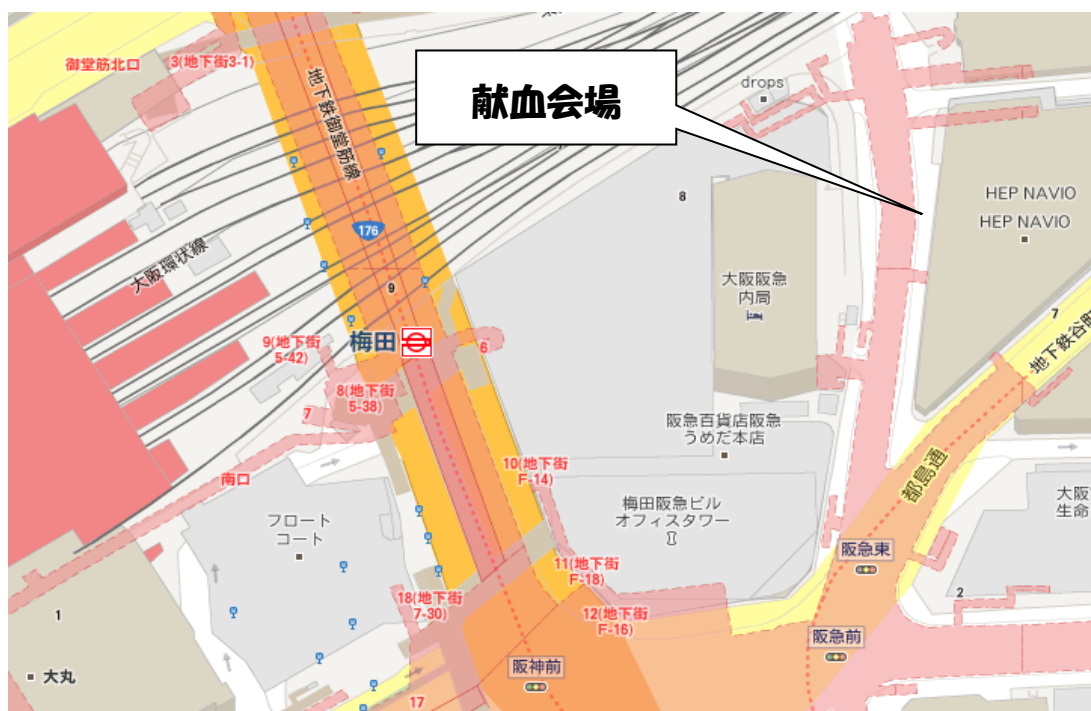 御堂筋北口
3(地下街3-1)
献血会場
drops
地下鉄御堂筋線
176
8
HEP NAVIO
HEP NAVIO
大阪環状線
9
大阪阪急
内局
7
地下鉄谷町
梅田
6
9(地下街
5-42)
8(地下街
5-38)
7
阪急百貨店阪急
うめだ本店
南口
10(地下街
F-14)
都島通
フロート
コート
梅田阪急ビル
オフィスタワー
大阪
生命
阪急東
11(地下街
F-18)
18(地下街
7-30)
12(地下街
F-16)
2
1
阪急前
大丸
阪神前
17